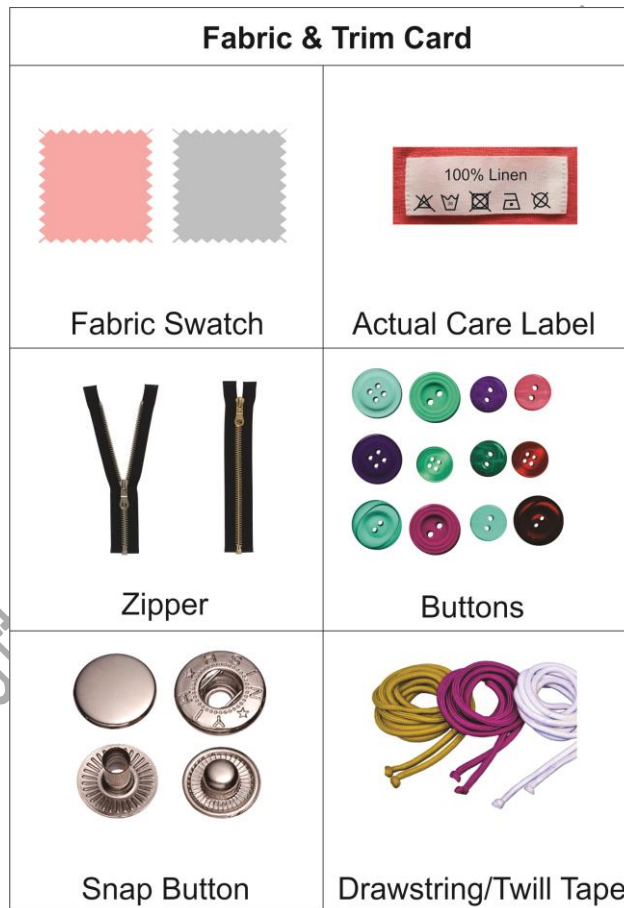 Fabric & Trim Card
Fabric Swatch
100% Linen
Actual Care Label
Zipper
Buttons
Snap Button
Drawstring/Twill Tape